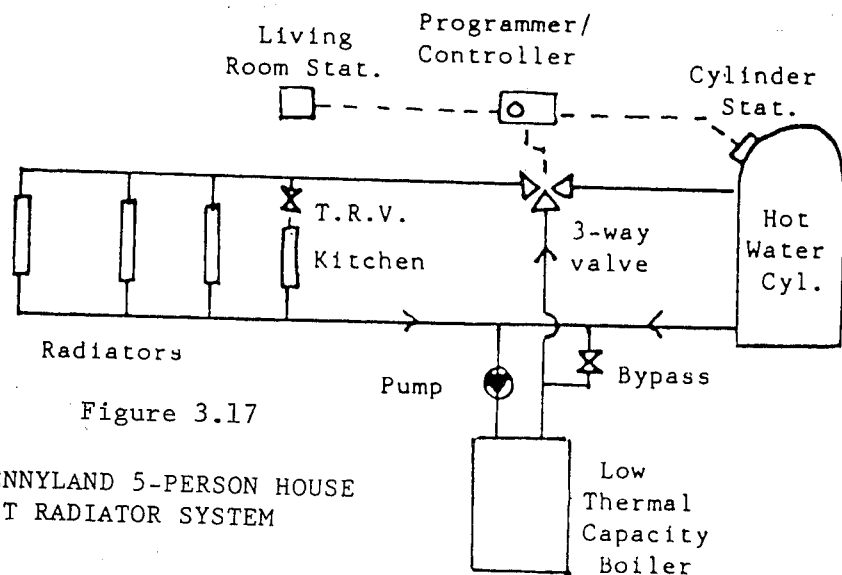 Living
Room Stat.
Programmer/
Controller
Cylinder
Stat.
T.R.V.
Kitchen
3-way
valve
Hot
Water
Cyl.
Radiators
Pump
Bypass
Figure 3.17
NNYLAND 5-PERSON HOUSE
T RADIATOR SYSTEM
Low
Thermal
Capacity
Boiler